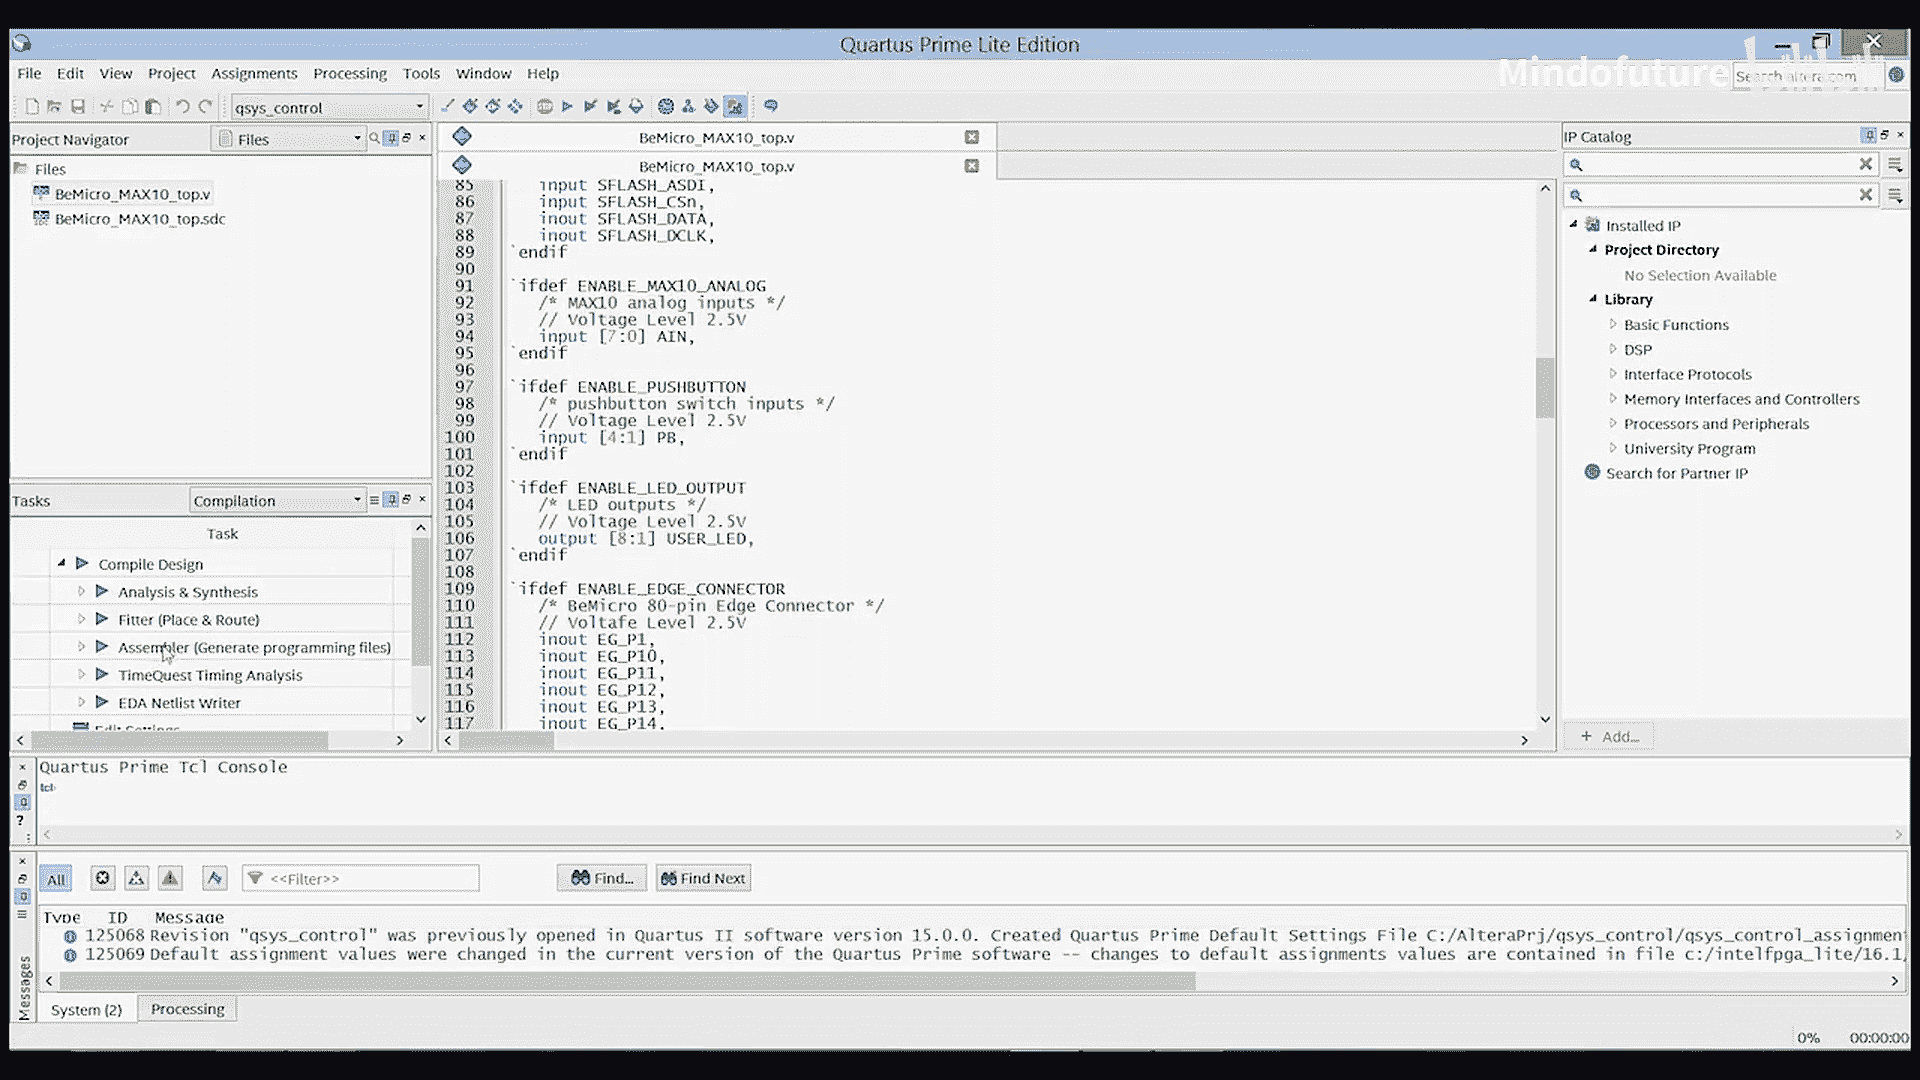 Quartus Prime Lite Edition
Mindofuture
File Edit View Project Assignments Processing Tools Window Help
Search altera.com
qsys_control
Project Navigator
Files
Files
BeMicro_MAX10_top.v
BeMicro_MAX10_top.sdc
Tasks
Compilation
Task
Compile Design
Analysis & Synthesis
Fitter (Place & Route)
Assembler (Generate programming files)
TimeQuest Timing Analysis
EDA Netlist Writer
Edit Settings
BeMicro_MAX10_top.v
BeMicro_MAX10_top.v
85 input SFLASH_ASDI,
86 input SFLASH_CSn,
87 inout SFLASH_DATA,
88 inout SFLASH_DCLK,
89 `endif
90
91 `ifdef ENABLE_MAX10_ANALOG
92 /* MAX10 analog inputs */
93 // Voltage Level 2.5V
94 input [7:0] AIN,
95 `endif
96
97 `ifdef ENABLE_PUSHBUTTON
98 /* pushbutton switch inputs */
99 // Voltage Level 2.5V
100 input [4:1] PB,
101 `endif
102
103 `ifdef ENABLE_LED_OUTPUT
104 /* LED outputs */
105 // Voltage Level 2.5V
106 output [8:1] USER_LED,
107 `endif
108
109 `ifdef ENABLE_EDGE_CONNECTOR
110 /* BeMicro 80-pin Edge Connector */
111 // Voltafe Level 2.5V
112 inout EG_P1,
113 inout EG_P10,
114 inout EG_P11,
115 inout EG_P12,
116 inout EG_P13,
117 inout EG_P14,
IP Catalog
Installed IP
Project Directory
No Selection Available
Library
Basic Functions
DSP
Interface Protocols
Memory Interfaces and Controllers
Processors and Peripherals
University Program
Search for Partner IP
+ Add...
Quartus Prime Tcl Console
tcl>
All
<<Filter>>
Find...
Find Next
Type ID Message
125068 Revision "qsys_control" was previously opened in Quartus II software version 15.0.0. Created Quartus Prime Default Settings File C:/AlteraPrj/qsys_control/qsys_control_assignmen
125069 Default assignment values were changed in the current version of the Quartus Prime software -- changes to default assignments values are contained in file c:/intelfpga_lite/16.1/
Messages
System (2)
Processing
0% 00:00:00